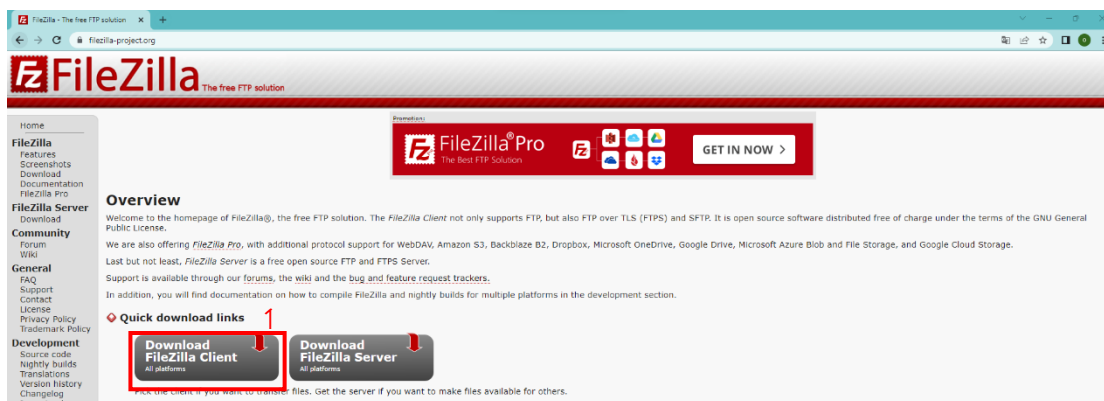 FileZilla - The free FTP solution
filezilla-project.org
FileZilla The free FTP solution
Home
FileZilla
Features
Screenshots
Download
Documentation
FileZilla Pro
FileZilla Server
Download
Community
Forum
Wiki
General
FAQ
Support
Contact
License
Privacy Policy
Trademark Policy
Development
Source code
Nightly builds
Translations
Version history
Changelog
Promotion:
FileZilla® Pro
The Best FTP Solution
GET IN NOW >
Overview
Welcome to the homepage of FileZilla®, the free FTP solution. The FileZilla Client not only supports FTP, but also FTP over TLS (FTPS) and SFTP. It is open source software distributed free of charge under the terms of the GNU General
Public License.
We are also offering FileZilla Pro, with additional protocol support for WebDAV, Amazon S3, Backblaze B2, Dropbox, Microsoft OneDrive, Google Drive, Microsoft Azure Blob and File Storage, and Google Cloud Storage.
Last but not least, FileZilla Server is a free open source FTP and FTPS Server.
Support is available through our forums, the wiki and the bug and feature request trackers.
In addition, you will find documentation on how to compile FileZilla and nightly builds for multiple platforms in the development section.
Quick download links
1
Download
FileZilla Client
All platforms
Download
FileZilla Server
All platforms
Pick the client if you want to transfer files. Get the server if you want to make files available for others.